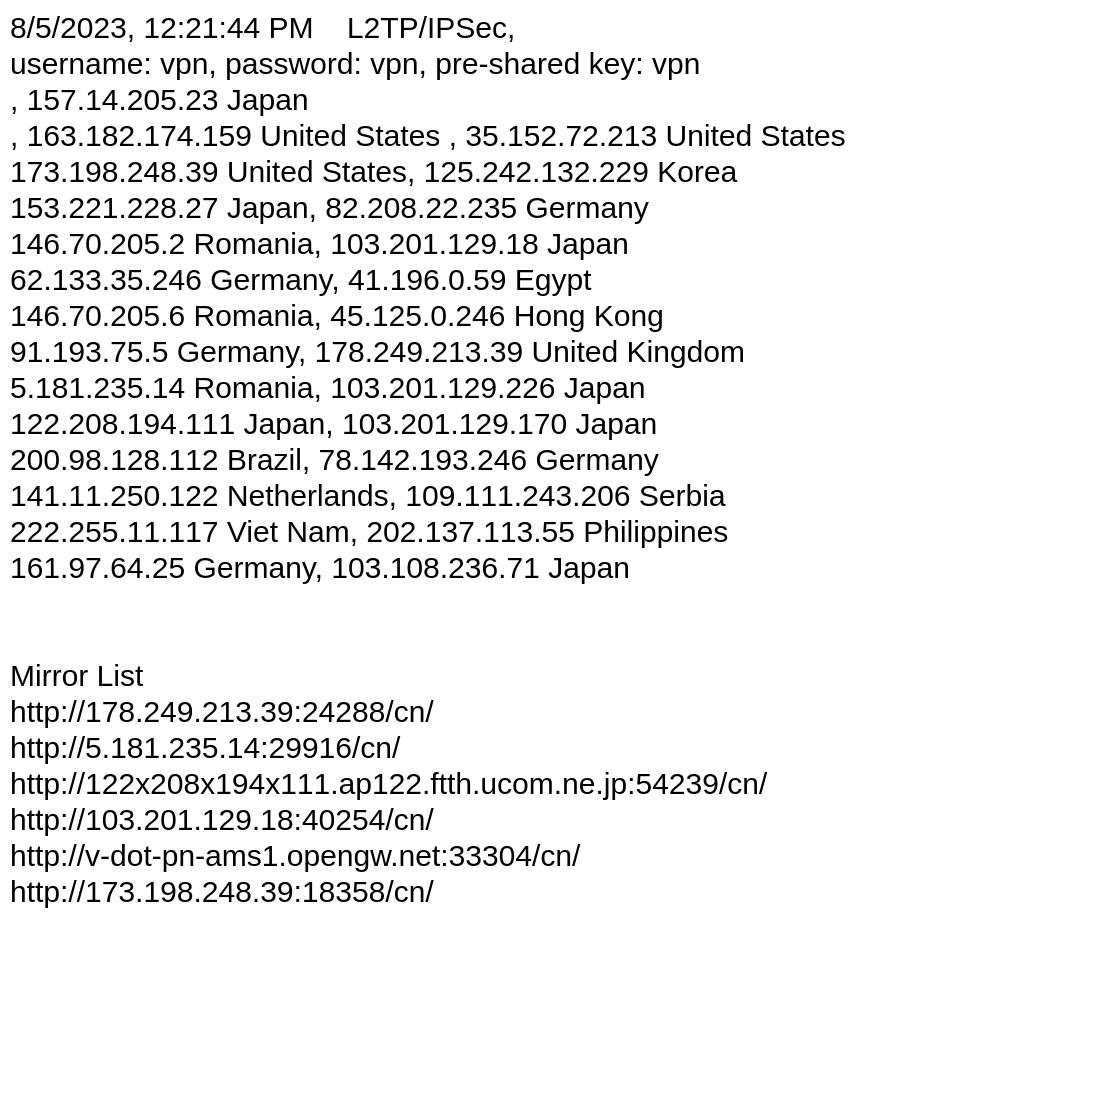 8/5/2023, 12:21:44 PM    L2TP/IPSec,
username: vpn, password: vpn, pre-shared key: vpn
, 157.14.205.23 Japan
, 163.182.174.159 United States , 35.152.72.213 United States
173.198.248.39 United States, 125.242.132.229 Korea
153.221.228.27 Japan, 82.208.22.235 Germany
146.70.205.2 Romania, 103.201.129.18 Japan
62.133.35.246 Germany, 41.196.0.59 Egypt
146.70.205.6 Romania, 45.125.0.246 Hong Kong
91.193.75.5 Germany, 178.249.213.39 United Kingdom
5.181.235.14 Romania, 103.201.129.226 Japan
122.208.194.111 Japan, 103.201.129.170 Japan
200.98.128.112 Brazil, 78.142.193.246 Germany
141.11.250.122 Netherlands, 109.111.243.206 Serbia
222.255.11.117 Viet Nam, 202.137.113.55 Philippines
161.97.64.25 Germany, 103.108.236.71 Japan
Mirror List
http://178.249.213.39:24288/cn/
http://5.181.235.14:29916/cn/
http://122x208x194x111.ap122.ftth.ucom.ne.jp:54239/cn/
http://103.201.129.18:40254/cn/
http://v-dot-pn-ams1.opengw.net:33304/cn/
http://173.198.248.39:18358/cn/